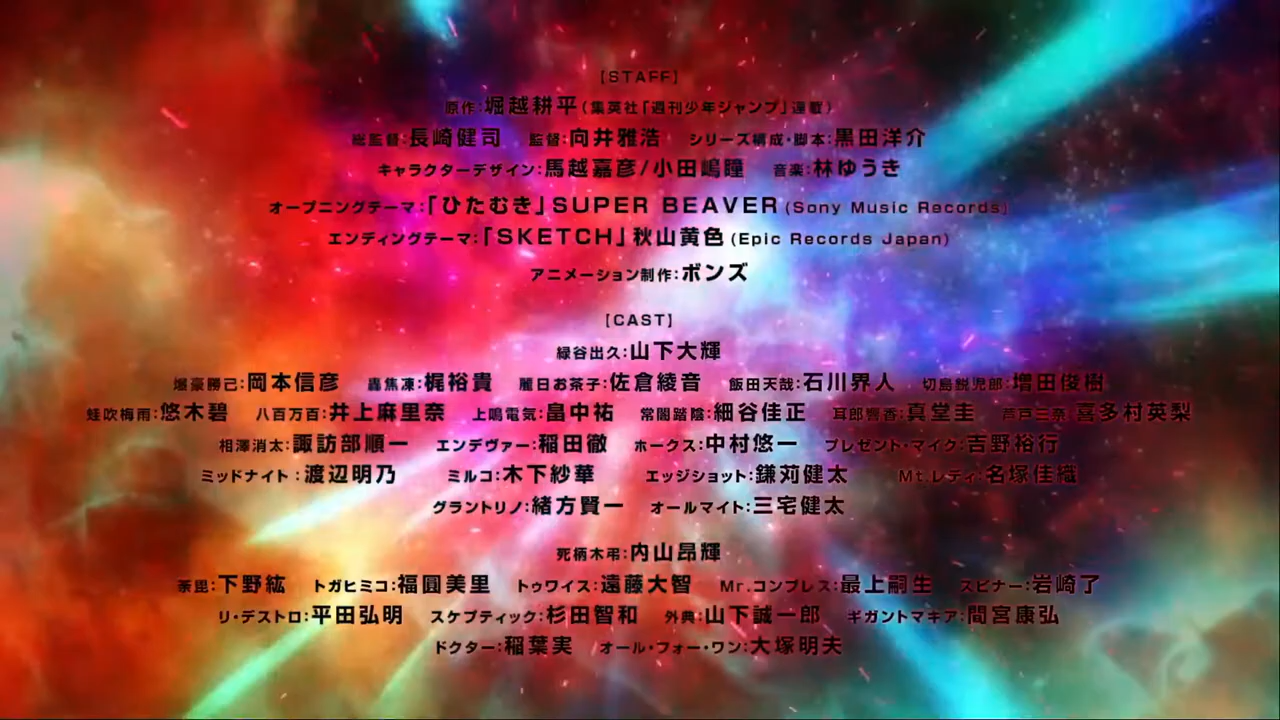 [STAFF]
原作:堀越耕平(集英社「週刊少年ジャンプ」連載)
総監督:長崎健司 監督:向井雅浩 シリーズ構成・脚本:黒田洋介
キャラクターデザイン:馬越嘉彦/小田嶋瞳 音楽:林ゆうき
オープニングテーマ:「ひたむき」SUPER BEAVER(Sony Music Records)
エンディングテーマ:「SKETCH」秋山黄色(Epic Records Japan)
アニメーション制作:ボンズ
[CAST]
緑谷出久:山下大輝
爆豪勝己:岡本信彦 轟焦凍:梶裕貴 麗日お茶子:佐倉綾音 飯田天哉:石川界人 切島鋭児郎:増田俊樹
蛙吹梅雨:悠木碧 八百万百:井上麻里奈 上鳴電気:畠中祐 常闇踏陰:細谷佳正 耳郎響香:真堂圭 芦戸三奈:喜多村英梨
相澤消太:諏訪部順一 エンデヴァー:稲田徹 ホークス:中村悠一 プレゼント・マイク:吉野裕行
ミッドナイト:渡辺明乃 ミルコ:木下紗華 エッジショット:鎌苅健太 Mt.レディ:名塚佳織
グラントリノ:緒方賢一 オールマイト:三宅健太
死柄木弔:内山昂輝
荼毘:下野紘 トガヒミコ:福圓美里 トゥワイス:遠藤大智 Mr.コンプレス:最上嗣生 スピナー:岩崎了
リ・デストロ:平田弘明 スケプティック:杉田智和 外典:山下誠一郎 ギガントマキア:間宮康弘
ドクター:稲葉実 オール・フォー・ワン:大塚明夫